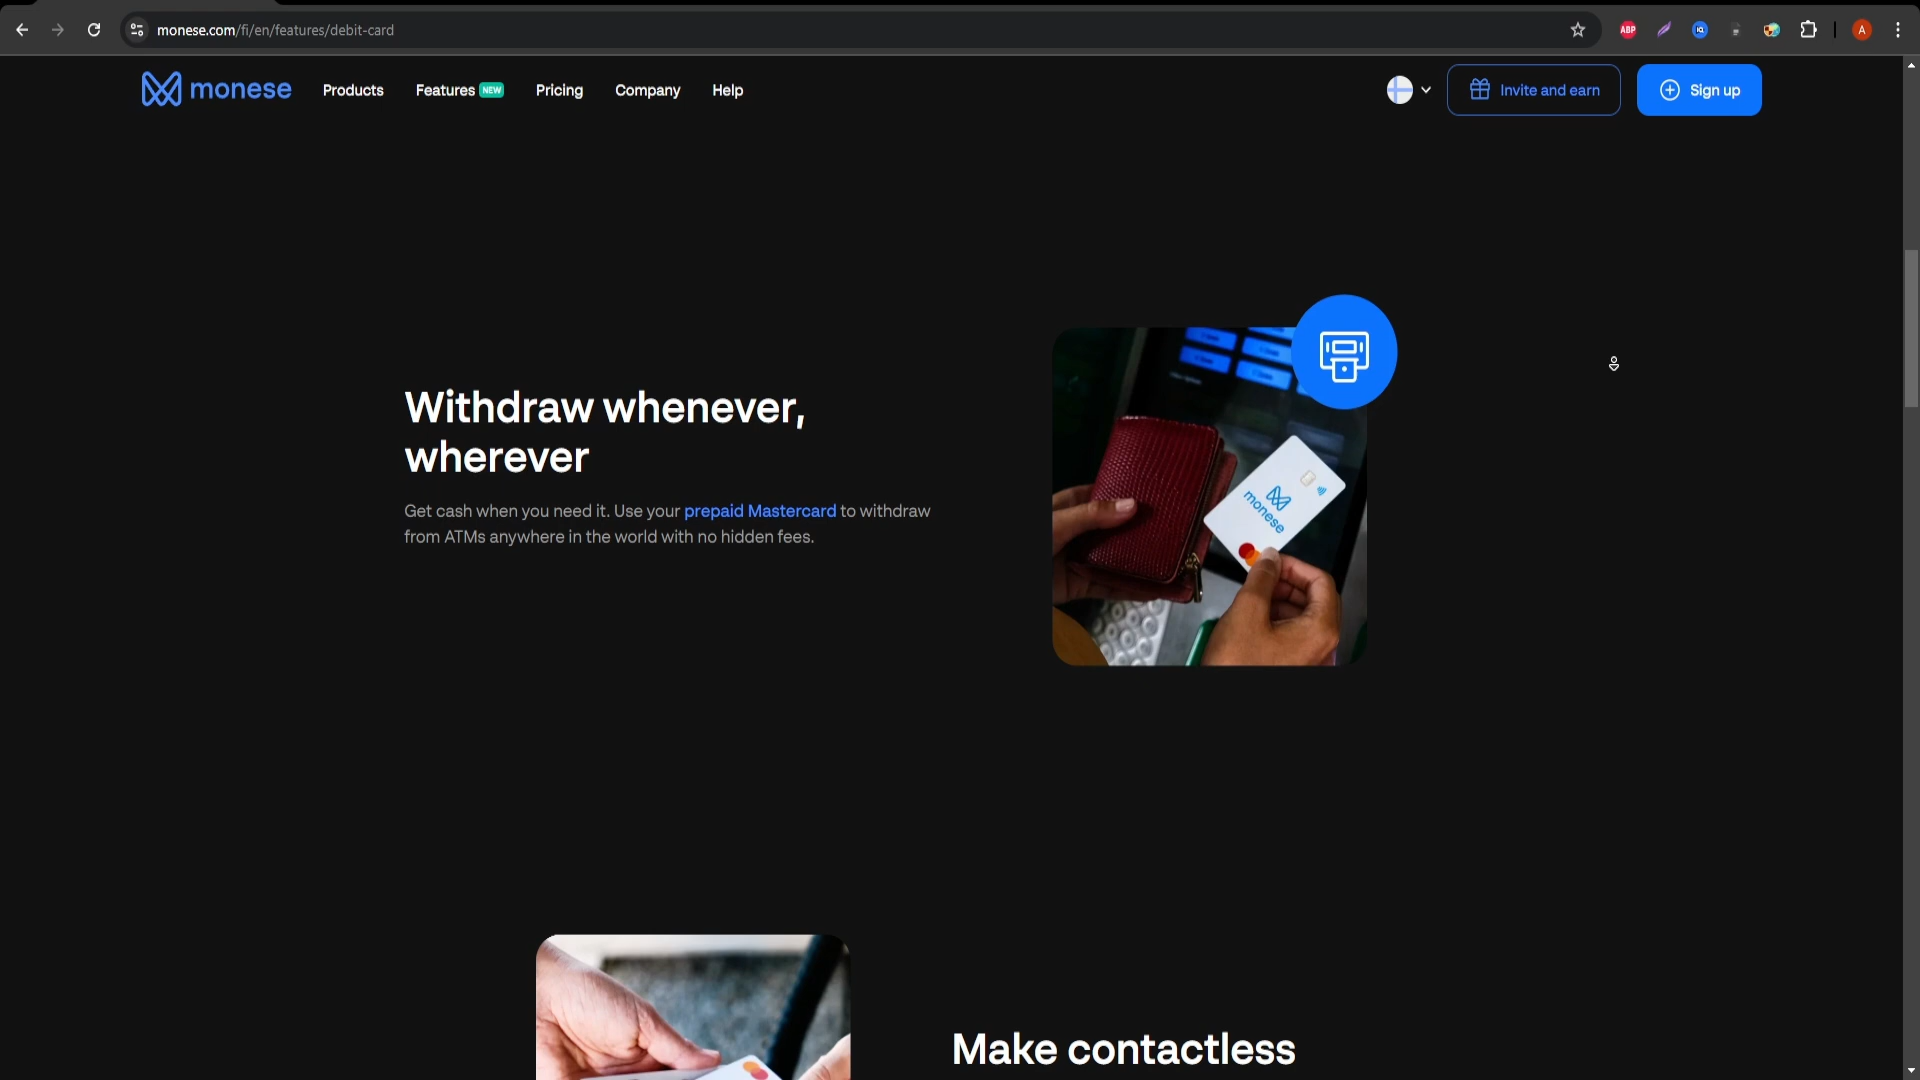 monese.com/fi/en/features/debit-card
ABP
A
monese
Products
Features NEW
Pricing
Company
Help
Invite and earn
Sign up
Withdraw whenever,
wherever
Get cash when you need it. Use your prepaid Mastercard to withdraw
from ATMs anywhere in the world with no hidden fees.
monese
Make contactless